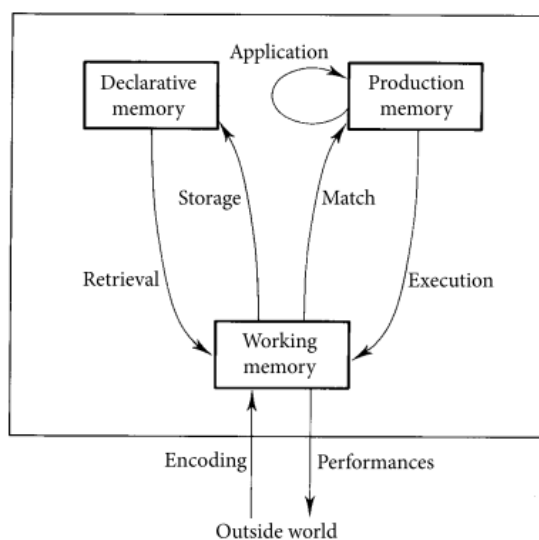 Application
Declarative
memory
Production
memory
Storage
Match
Retrieval
Execution
Working
memory
Encoding
Performances
Outside world